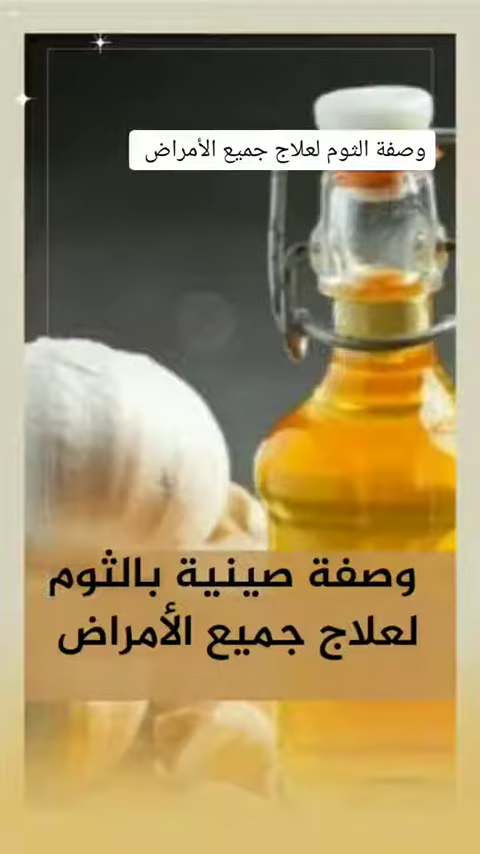 وصفة الثوم لعلاج جميع الأمراض
وصفة صينية بالثوم
لعلاج جميع الأمراض